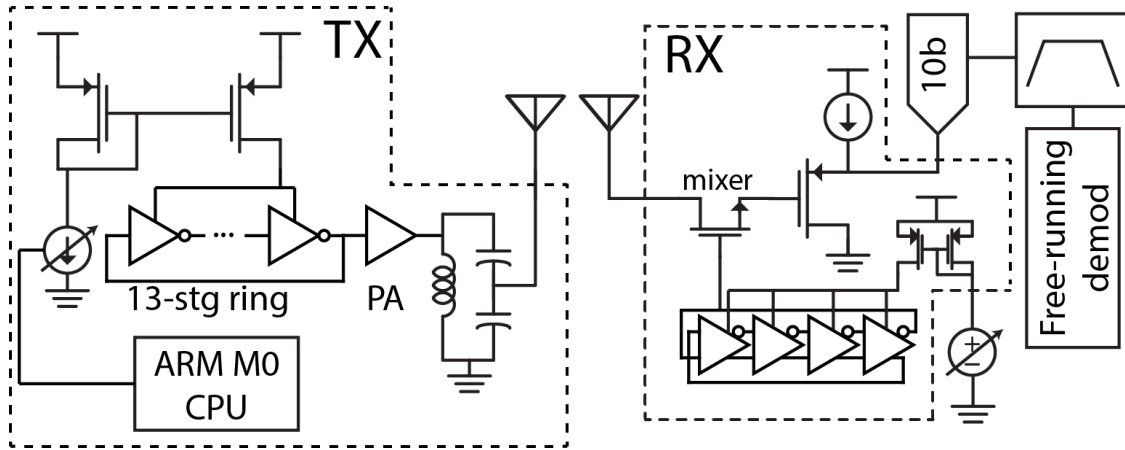 TX
13-stg ring
PA
ARM M0
CPU
RX
mixer
10b
Free-running
demod